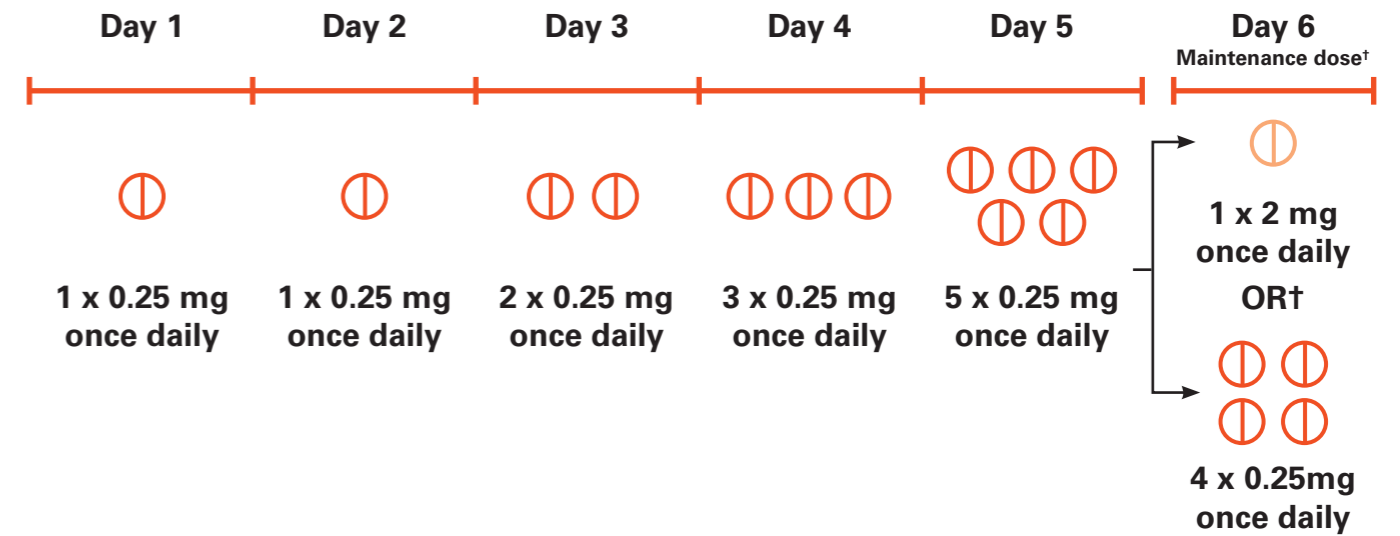 Day 1
Day 2
Day 3
Day 4
Day 5
Day 6
Maintenance dose†
1 x 0.25 mg
once daily
1 x 0.25 mg
once daily
2 x 0.25 mg
once daily
3 x 0.25 mg
once daily
5 x 0.25 mg
once daily
1 x 2 mg
once daily
OR†
4 x 0.25mg
once daily